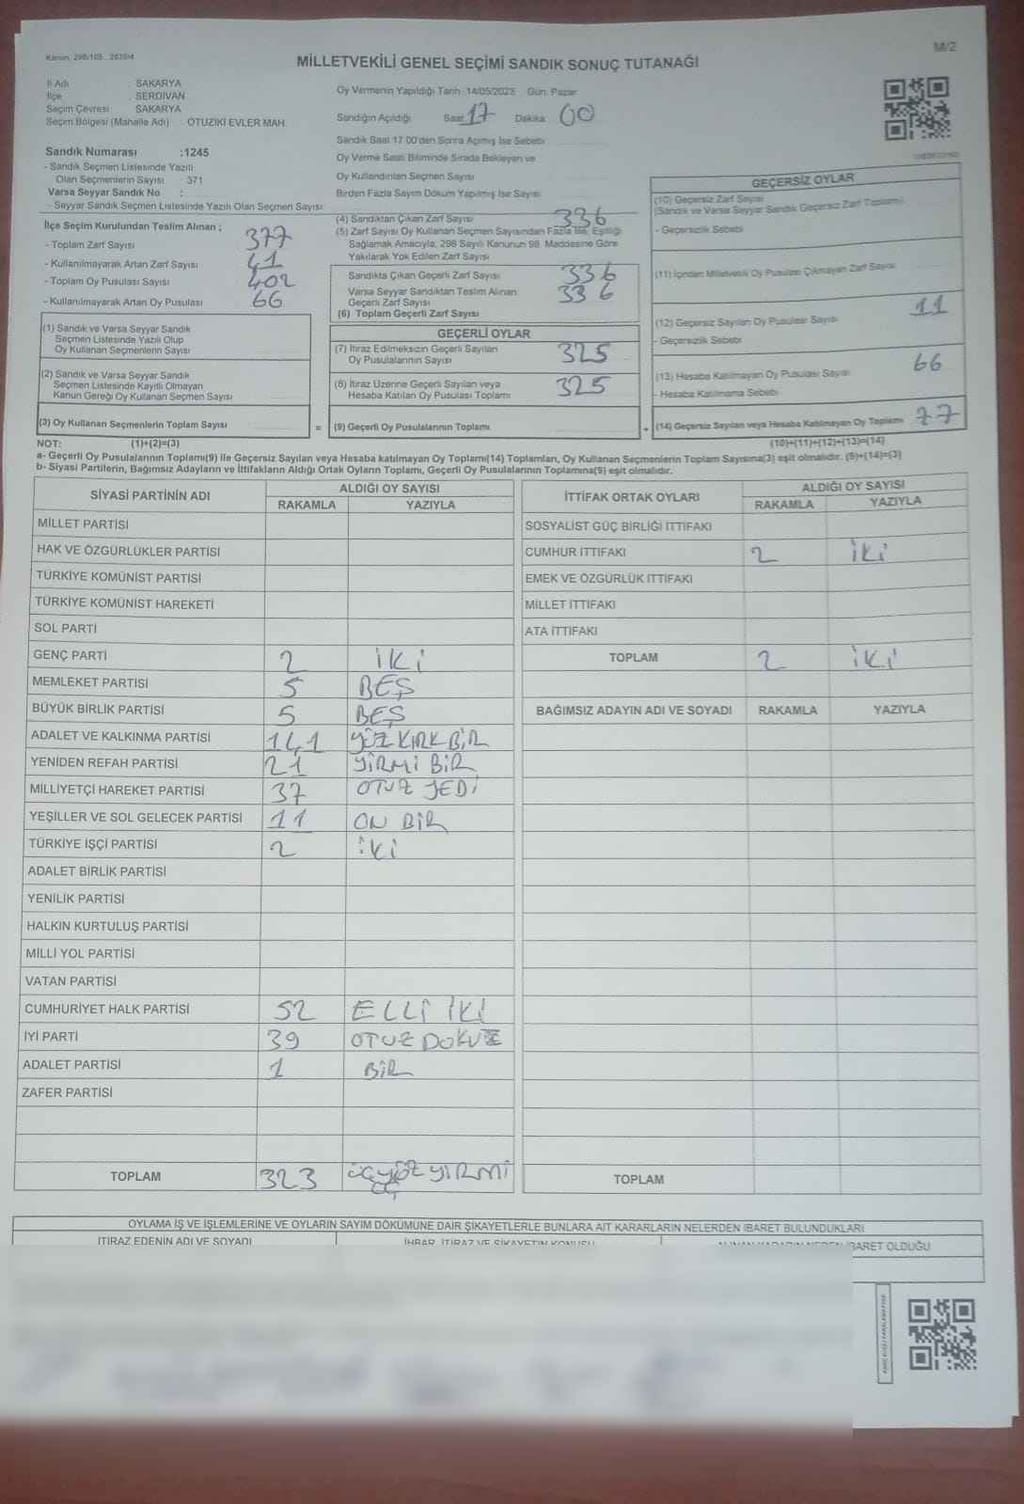 Kanun: 298/105
M/2
MİLLETVEKİLİ GENEL SEÇİMİ SANDIK SONUÇ TUTANAĞI
İl Adı : SAKARYA
İlçe : SERDİVAN
Seçim Çevresi : SAKARYA
Seçim Bölgesi (Mahalle Adı) : OTUZİKİ EVLER MAH.
Sandık Numarası :1245
- Sandık Seçmen Listesinde Yazılı
Olan Seçmenlerin Sayısı : 371
Varsa Seyyar Sandık No :
- Seyyar Sandık Seçmen Listesinde Yazılı Olan Seçmen Sayısı
İlçe Seçim Kurulundan Teslim Alınan ;
- Toplam Zarf Sayısı 377
- Kullanılmayarak Artan Zarf Sayısı 41
- Toplam Oy Pusulası Sayısı 402
- Kullanılmayarak Artan Oy Pusulası 66
(1) Sandık ve Varsa Seyyar Sandık
Seçmen Listesinde Yazılı Olup
Oy Kullanan Seçmenlerin Sayısı
(2) Sandık ve Varsa Seyyar Sandık
Seçmen Listesinde Kayıtlı Olmayan
Kanun Gereği Oy Kullanan Seçmen Sayısı
(3) Oy Kullanan Seçmenlerin Toplam Sayısı
Oy Vermenin Yapıldığı Tarih :14/05/2023 Gün: Pazar
Sandığın Açıldığı Saat 17 Dakika 00
Sandık Saat 17.00'den Sonra Açılmış İse Sebebi
Oy Verme Saati Bitiminde Sırada Bekleyen ve
Oy Kullandırılan Seçmen Sayısı
Birden Fazla Sayım Döküm Yapılmış İse Sayısı
(4) Sandıktan Çıkan Zarf Sayısı 336
(5) Zarf Sayısı Oy Kullanan Seçmen Sayısından Fazla İse, Eşitliği
Sağlamak Amacıyla, 298 Sayılı Kanunun 98. Maddesine Göre
Yakılarak Yok Edilen Zarf Sayısı
Sandıkta Çıkan Geçerli Zarf Sayısı 336
Varsa Seyyar Sandıktan Teslim Alınan 336
Geçerli Zarf Sayısı
(6) Toplam Geçerli Zarf Sayısı
GEÇERLİ OYLAR
(7) İtiraz Edilmeksizin Geçerli Sayılan
Oy Pusulalarının Sayısı 325
(8) İtiraz Üzerine Geçerli Sayılan veya
Hesaba Katılan Oy Pusulası Toplamı 325
= (9) Geçerli Oy Pusulalarının Toplamı
GEÇERSİZ OYLAR
(10) Geçersiz Zarf Sayısı
(Sandık ve Varsa Seyyar Sandık Geçersiz Zarf Toplamı)
- Geçersizlik Sebebi
(11) İçinden Milletvekili Oy Pusulası Çıkmayan Zarf Sayısı
(12) Geçersiz Sayılan Oy Pusulası Sayısı 11
- Geçersizlik Sebebi
(13) Hesaba Katılmayan Oy Pusulası Sayısı 66
- Hesaba Katılmama Sebebi
+ (14) Geçersiz Sayılan veya Hesaba Katılmayan Oy Toplamı 77
NOT: (1)+(2)=(3) (10)+(11)+(12)+(13)=(14)
a- Geçerli Oy Pusulalarının Toplamı(9) ile Geçersiz Sayılan veya Hesaba katılmayan Oy Toplamı(14) Toplamları, Oy Kullanan Seçmenlerin Toplam Sayısına(3) eşit olmalıdır. (9)+(14)=(3)
b- Siyasi Partilerin, Bağımsız Adayların ve İttifakların Aldığı Ortak Oyların Toplamı, Geçerli Oy Pusulalarının Toplamına(9) eşit olmalıdır.
SİYASİ PARTİNİN ADI ALDIĞI OY SAYISI
RAKAMLA YAZIYLA
MİLLET PARTİSİ
HAK VE ÖZGÜRLÜKLER PARTİSİ
TÜRKİYE KOMÜNİST PARTİSİ
TÜRKİYE KOMÜNİST HAREKETİ
SOL PARTİ
GENÇ PARTİ 2 İKİ
MEMLEKET PARTİSİ 5 BEŞ
BÜYÜK BİRLİK PARTİSİ 5 BEŞ
ADALET VE KALKINMA PARTİSİ 141 YÜZ KIRK BİR
YENİDEN REFAH PARTİSİ 21 YİRMİ BİR
MİLLİYETÇİ HAREKET PARTİSİ 37 OTUZ YEDİ
YEŞİLLER VE SOL GELECEK PARTİSİ 11 ON BİR
TÜRKİYE İŞÇİ PARTİSİ 2 İKİ
ADALET BİRLİK PARTİSİ
YENİLİK PARTİSİ
HALKIN KURTULUŞ PARTİSİ
MİLLİ YOL PARTİSİ
VATAN PARTİSİ
CUMHURİYET HALK PARTİSİ 52 ELLİ İKİ
İYİ PARTİ 39 OTUZ DOKUZ
ADALET PARTİSİ 1 BİR
ZAFER PARTİSİ
TOPLAM 323 ÜÇYÜZ YİRMİ
ÜÇ
İTTİFAK ORTAK OYLARI ALDIĞI OY SAYISI
RAKAMLA YAZIYLA
SOSYALİST GÜÇ BİRLİĞİ İTTİFAKI
CUMHUR İTTİFAKI 2 İKİ
EMEK VE ÖZGÜRLÜK İTTİFAKI
MİLLET İTTİFAKI
ATA İTTİFAKI
TOPLAM 2 İKİ
BAĞIMSIZ ADAYIN ADI VE SOYADI RAKAMLA YAZIYLA
TOPLAM
OYLAMA İŞ VE İŞLEMLERİNE VE OYLARIN SAYIM DÖKÜMÜNE DAİR ŞİKAYETLERLE BUNLARA AİT KARARLARIN NELERDEN İBARET BULUNDUKLARI
İTİRAZ EDENİN ADI VE SOYADI İHBAR, İTİRAZ VE ŞİKAYETİN KONUSU İBARET OLDUĞU